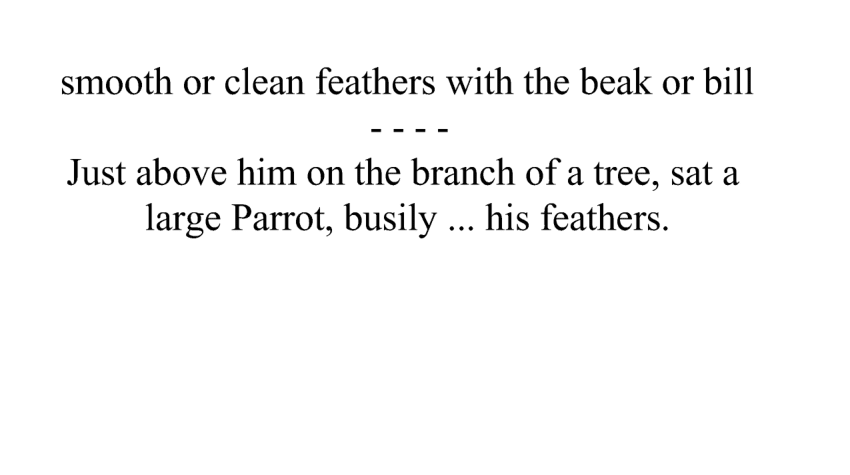 smooth or clean feathers with the beak or bill
- - - -
Just above him on the branch of a tree, sat a
large Parrot, busily ... his feathers.